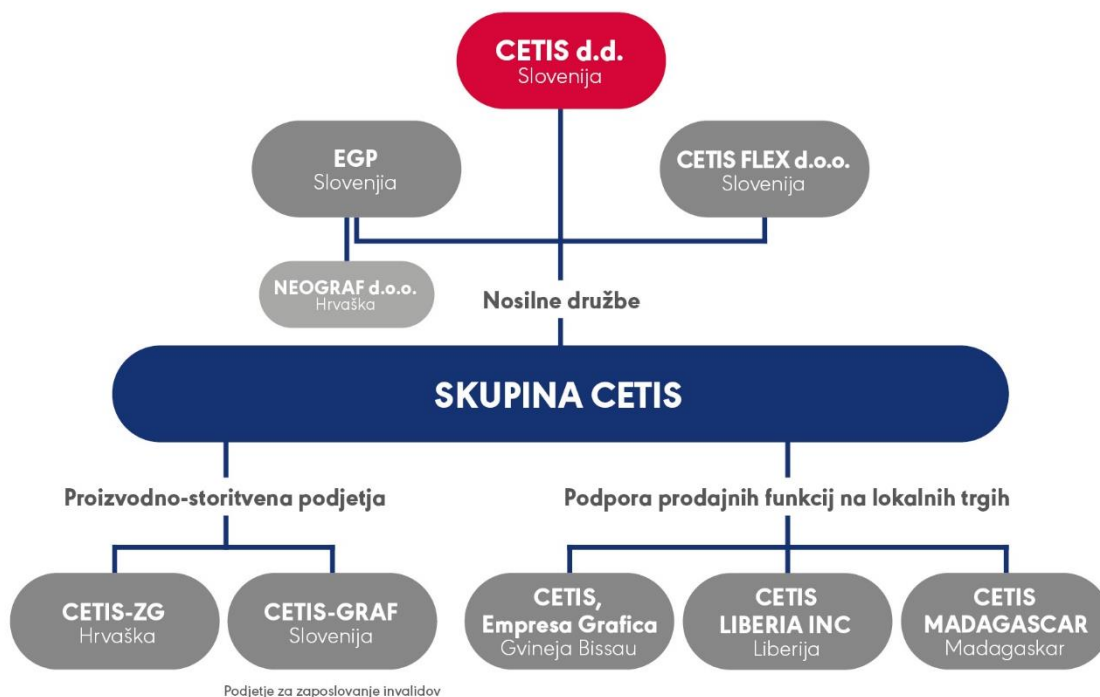 CETIS d.d.
Slovenija
EGP
Slovenjia
CETIS FLEX d.o.o.
Slovenija
NEOGRAF d.o.o.
Hrvaška
Nosilne družbe
SKUPINA CETIS
Proizvodno-storitvena podjetja
Podpora prodajnih funkcij na lokalnih trgih
CETIS-ZG
Hrvaška
CETIS-GRAF
Slovenija
CETIS,
Empresa Grafica
Gvineja Bissau
CETIS
LIBERIA INC
Liberija
CETIS
MADAGASCAR
Madagaskar
Podjetje za zaposlovanje invalidov